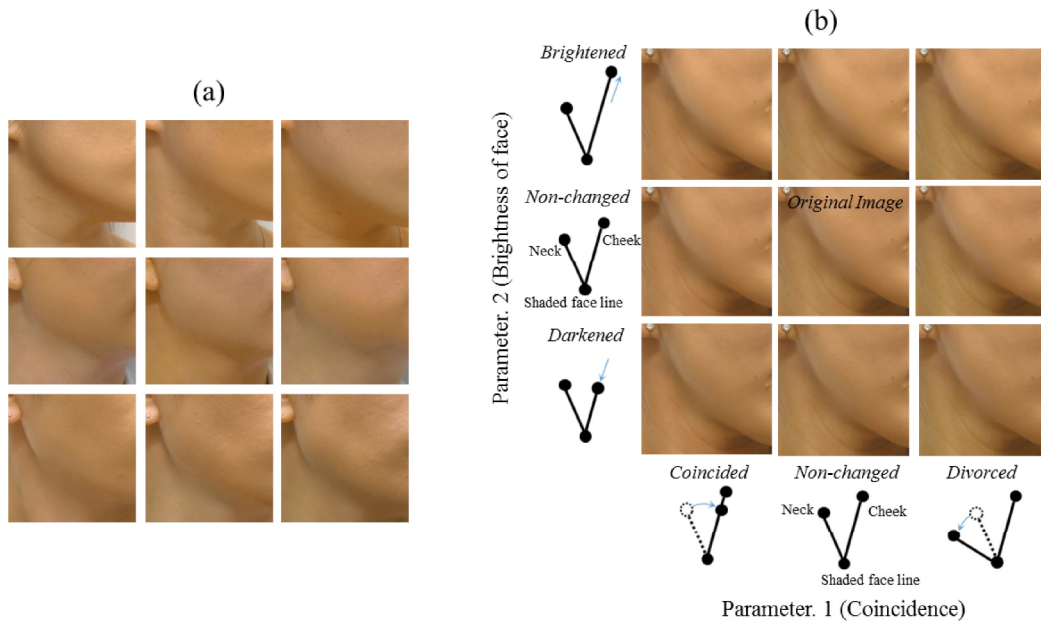 (a)
(b)
Brightened
Non-changed
Neck
Cheek
Shaded face line
Darkened
Parameter. 2 (Brightness of face)
Original Image
Coincided
Non-changed
Divorced
Neck
Cheek
Shaded face line
Parameter. 1 (Coincidence)